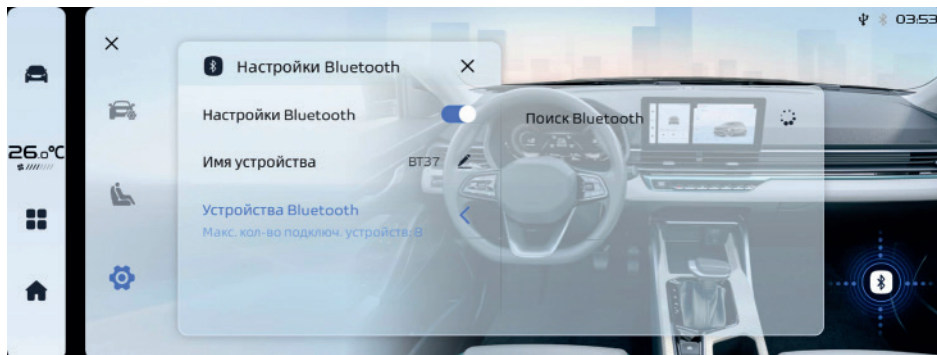 03:53
Настройки Bluetooth
Настройки Bluetooth
Поиск Bluetooth
26.0°C
Имя устройства
BT37
Устройства Bluetooth
Макс. кол-во подключ. устройств: 8